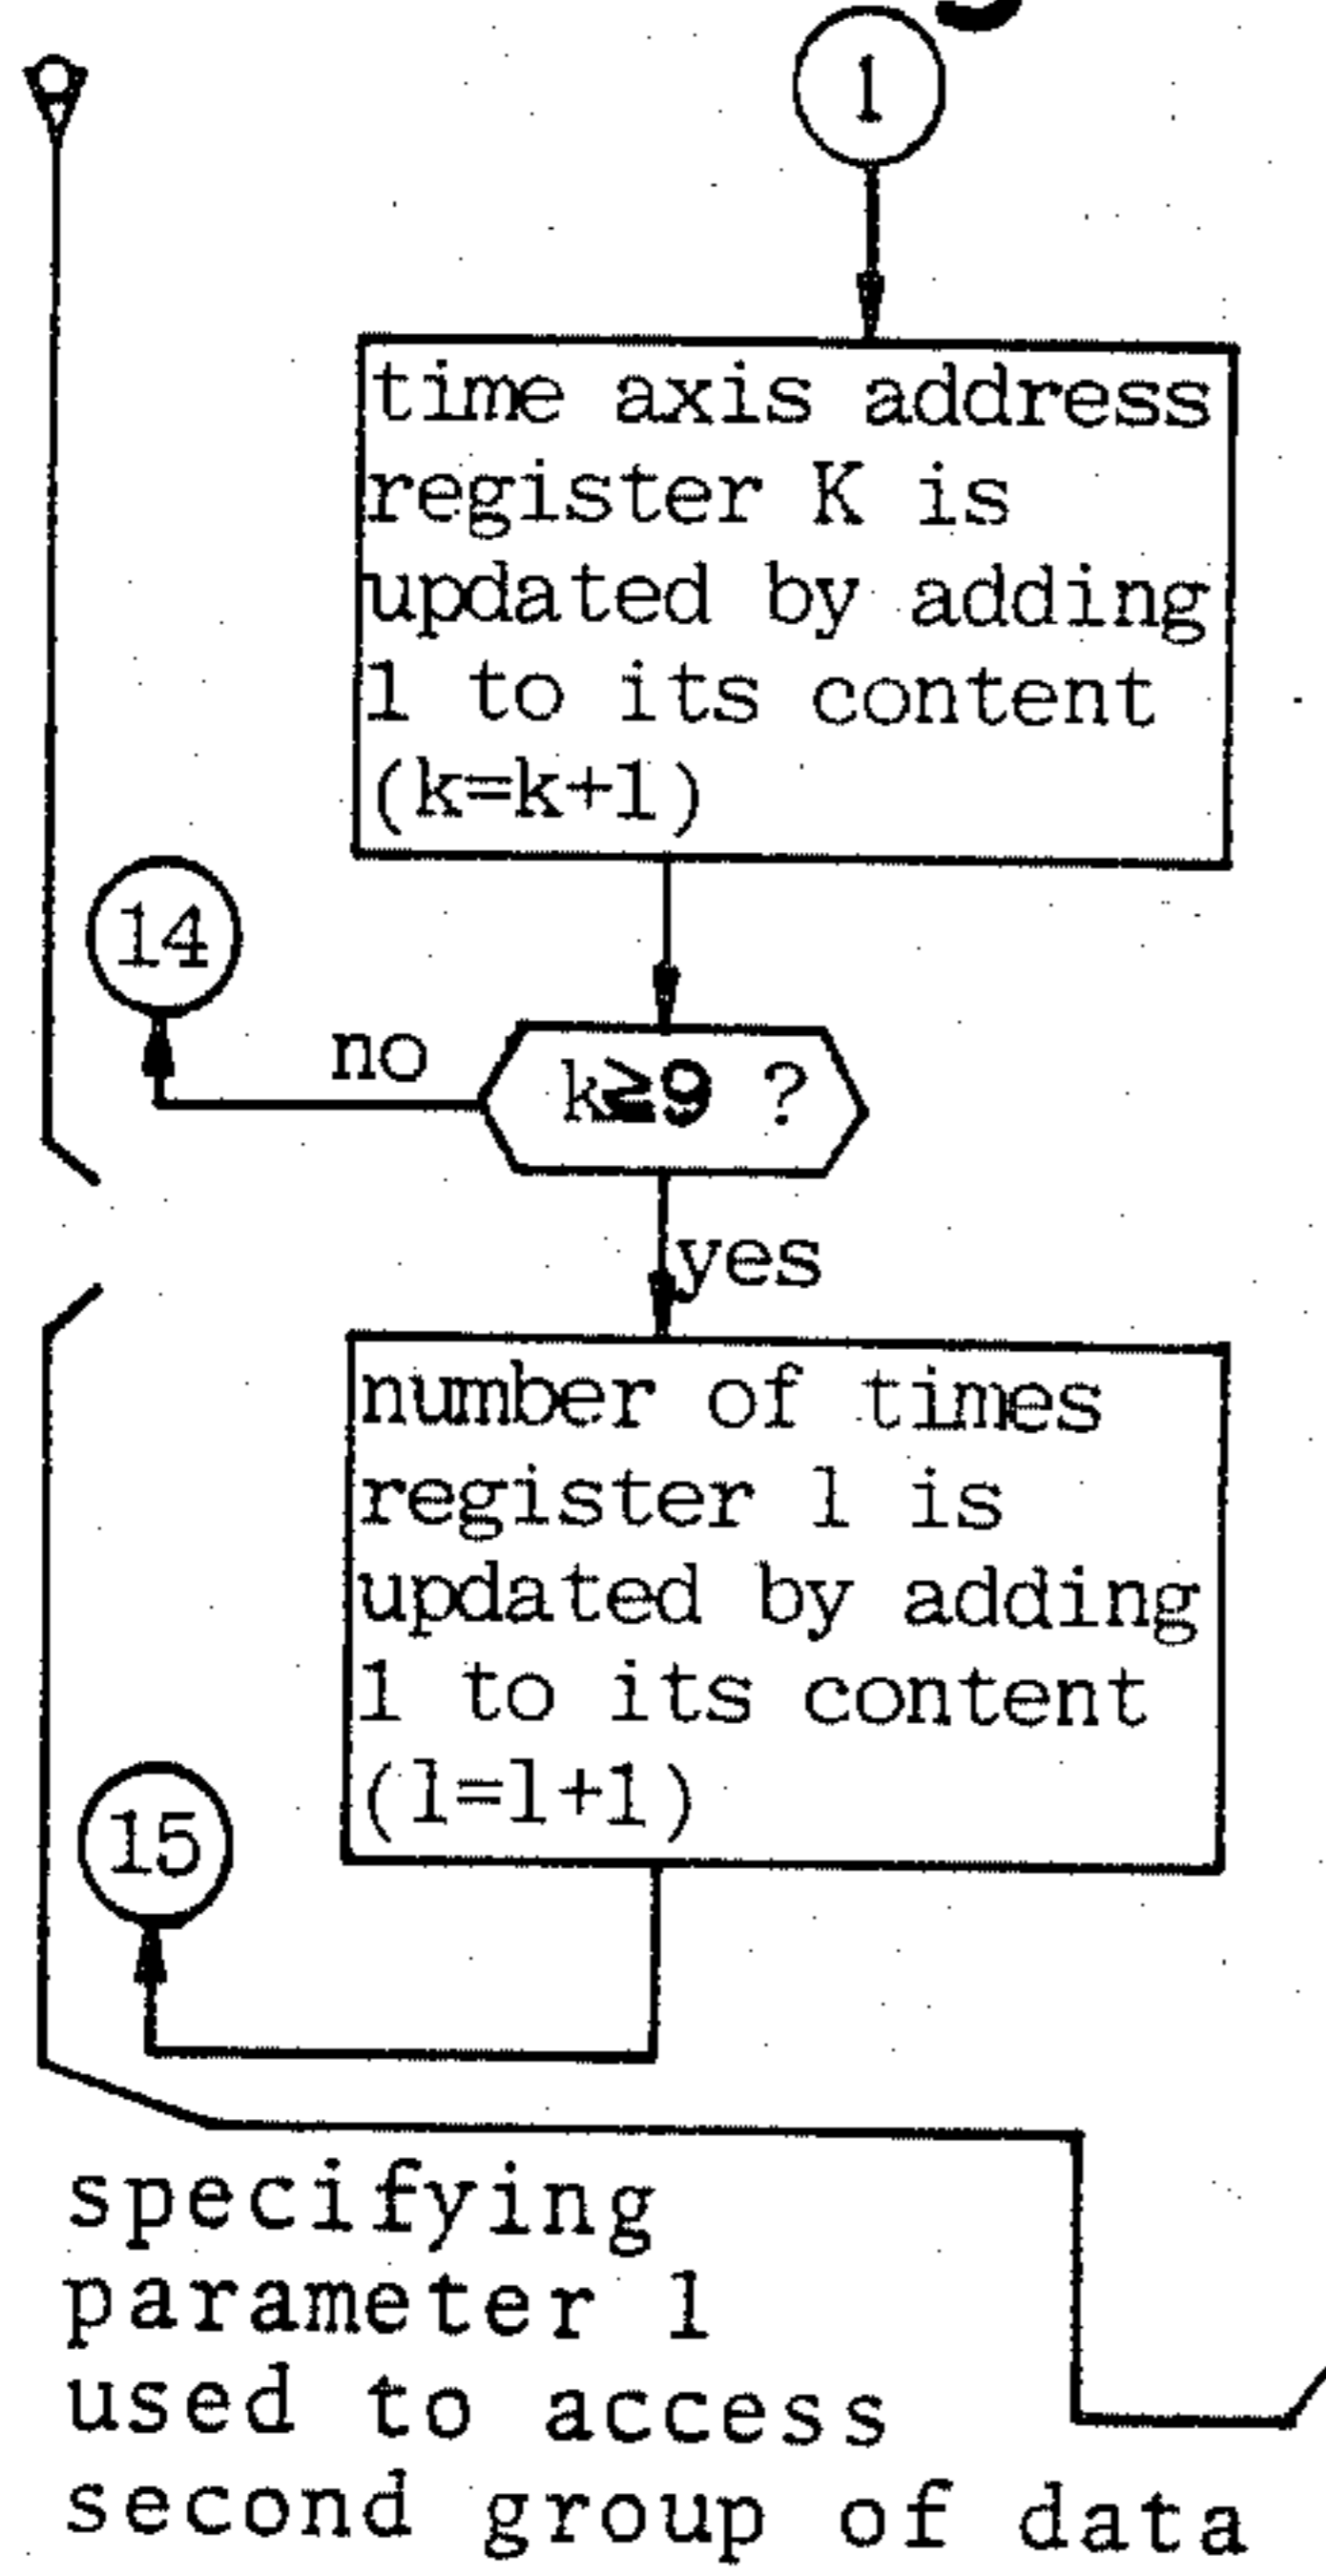 1
time axis address
register K is
updated by adding
1 to its content
(k=k+1)
14
no
k≧9 ?
yes
number of times
register l is
updated by adding
1 to its content
(l=l+1)
15
specifying
parameter l
used to access
second group of data